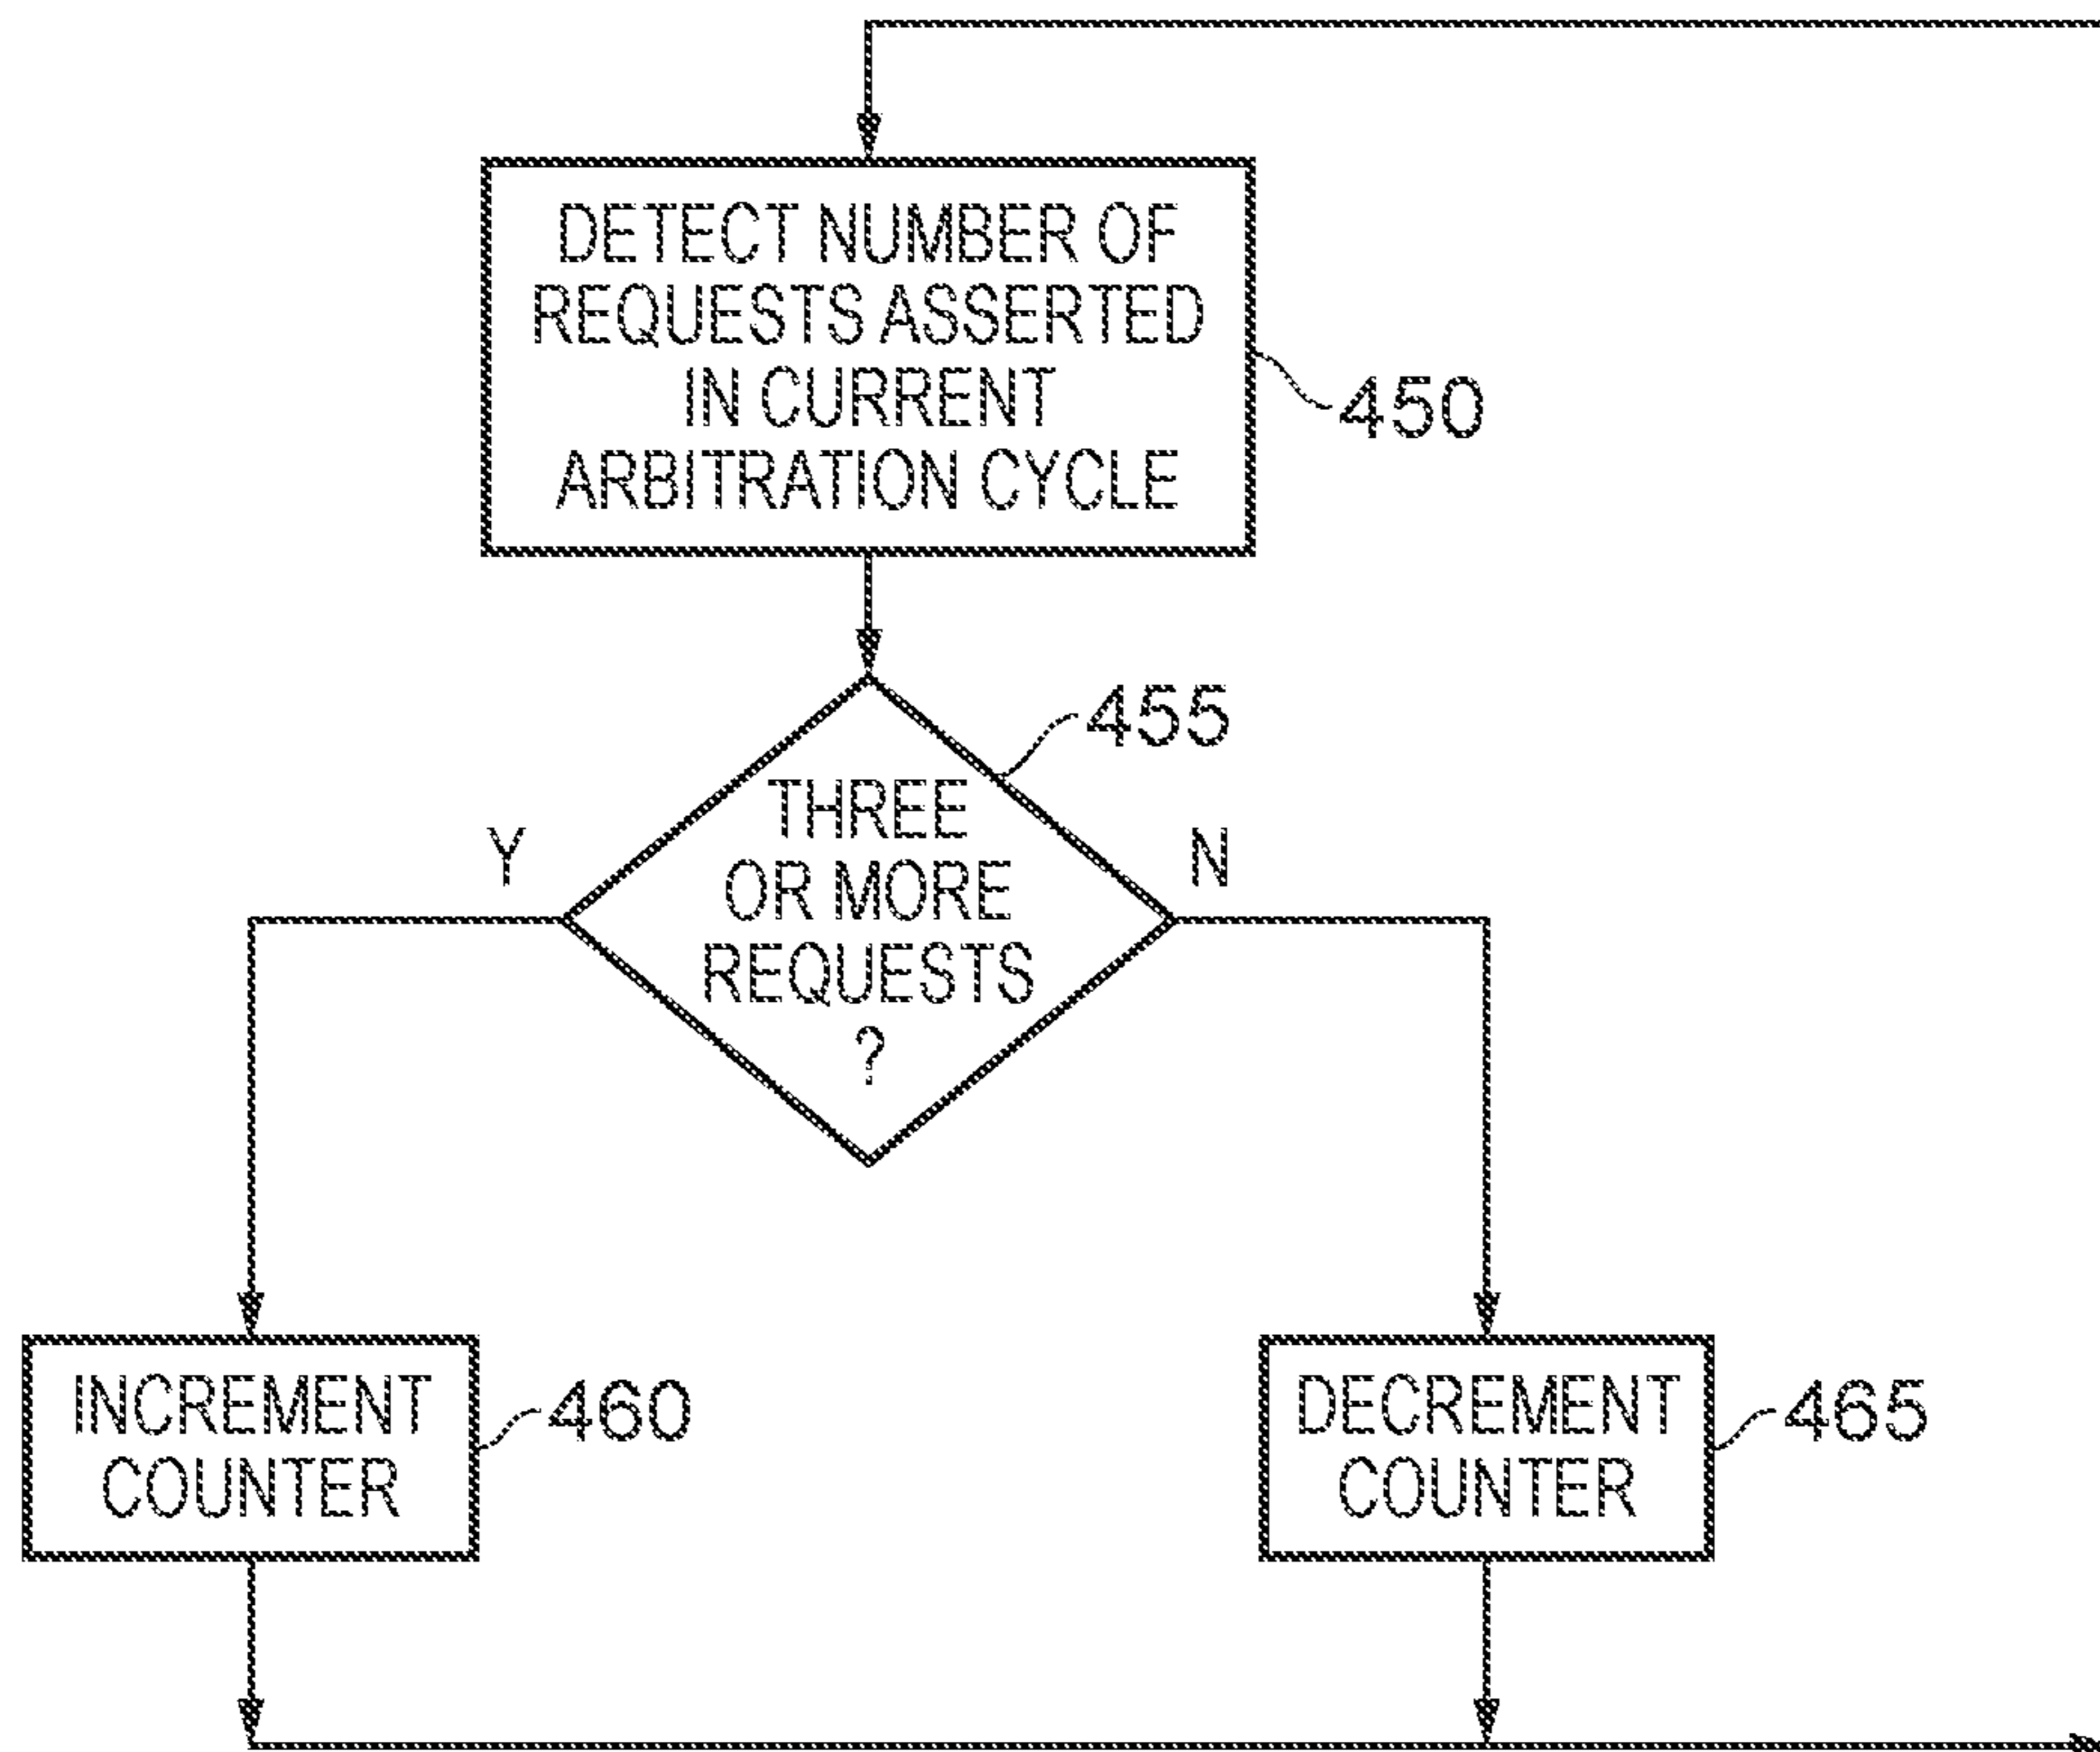 DETECT NUMBER OF
REQUESTS ASSERTED
IN CURRENT
ARBITRATION CYCLE
450
455
THREE
OR MORE
REQUESTS
?
Y
N
INCREMENT
COUNTER
460
DECREMENT
COUNTER
465